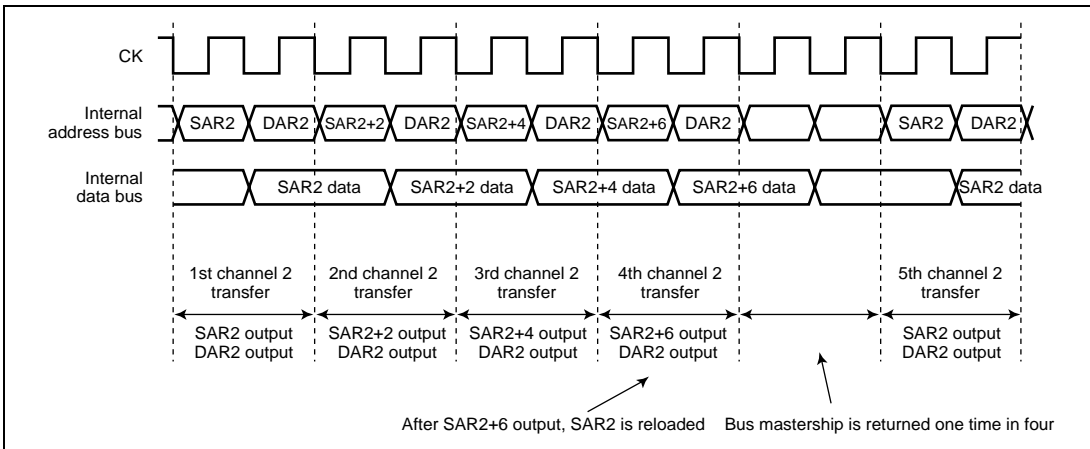 CK
Internal
address bus
SAR2 DAR2 SAR2+2 DAR2 SAR2+4 DAR2 SAR2+6 DAR2 SAR2 DAR2
Internal
data bus
SAR2 data SAR2+2 data SAR2+4 data SAR2+6 data SAR2 data
1st channel 2
transfer
SAR2 output
DAR2 output
2nd channel 2
transfer
SAR2+2 output
DAR2 output
3rd channel 2
transfer
SAR2+4 output
DAR2 output
4th channel 2
transfer
SAR2+6 output
DAR2 output
5th channel 2
transfer
SAR2 output
DAR2 output
After SAR2+6 output, SAR2 is reloaded
Bus mastership is returned one time in four